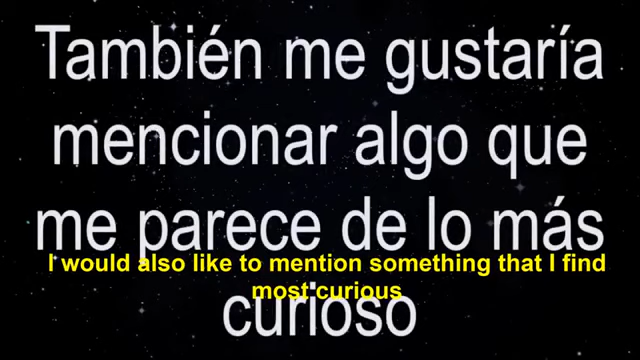 También me gustaría
mencionar algo que
me parece de lo más
I would also like to mention something that I find
most curious
curioso